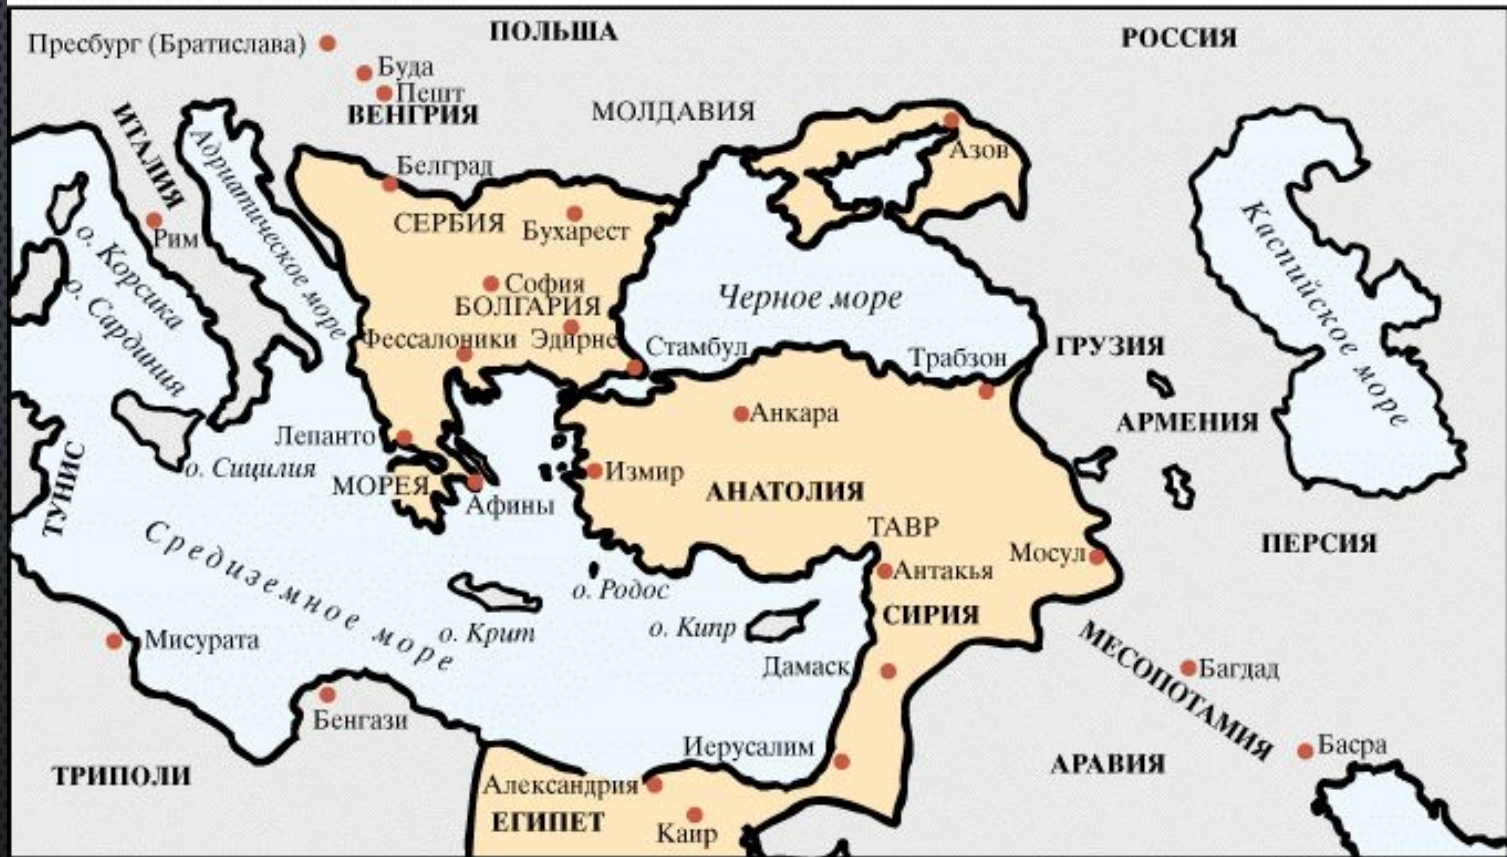 ПОЛЬША
РОССИЯ
Пресбург (Братислава)
Буда
Пешт
ВЕНГРИЯ
МОЛДАВИЯ
ИТАЛИЯ
Адриатическое море
Белград
Азов
СЕРБИЯ
Бухарест
Рим
о. Корсика
о. Сардиния
София
БОЛГАРИЯ
Черное море
Каспийское море
Фессалоники
Эдирне
Стамбул
Трабзон
ГРУЗИЯ
Анкара
АРМЕНИЯ
Лепанто
о. Сицилия
ТУНИС
МОРЕЯ
Афины
Измир
АНАТОЛИЯ
ТАВР
Мосул
ПЕРСИЯ
Средиземное море
Антакья
о. Родос
СИРИЯ
о. Крит
о. Кипр
Мисурата
Дамаск
МЕСОПОТАМИЯ
Багдад
Бенгази
Иерусалим
Басра
ТРИПОЛИ
Александрия
АРАВИЯ
ЕГИПЕТ
Каир